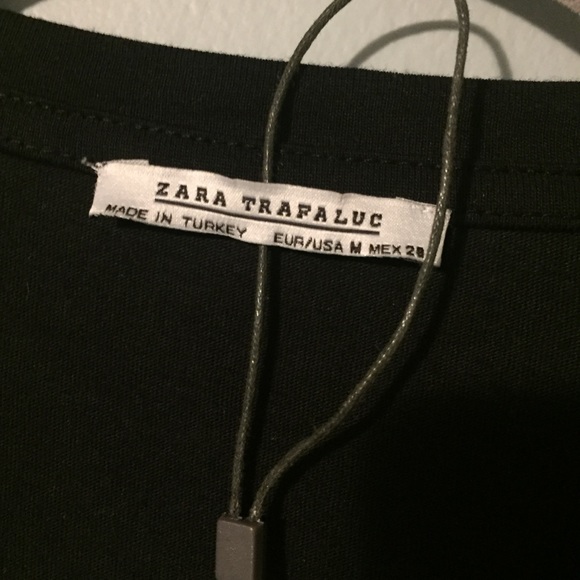 ZARA TRAFALUC
MADE IN TURKEY EUR/USA M MEX 28